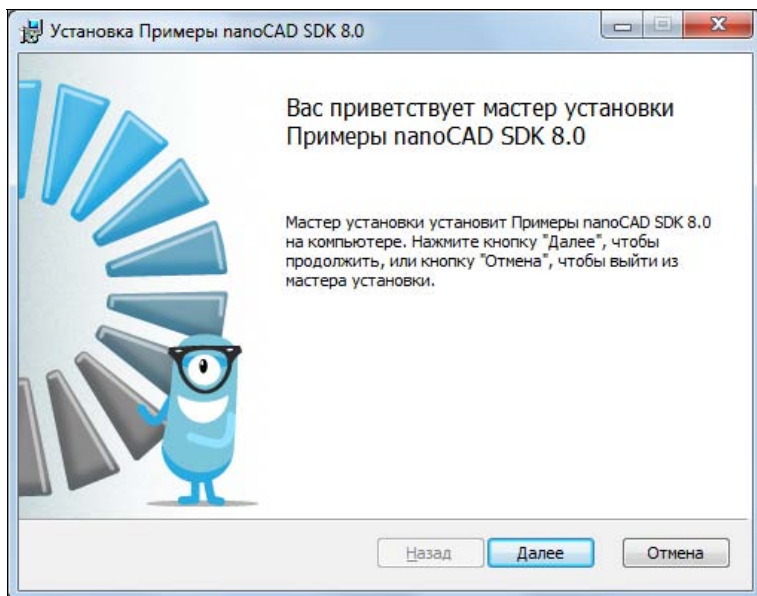 Установка Примеры nanoCAD SDK 8.0
Вас приветствует мастер установки
Примеры nanoCAD SDK 8.0
Мастер установки установит Примеры nanoCAD SDK 8.0
на компьютере. Нажмите кнопку "Далее", чтобы
продолжить, или кнопку "Отмена", чтобы выйти из
мастера установки.
Назад
Далее
Отмена